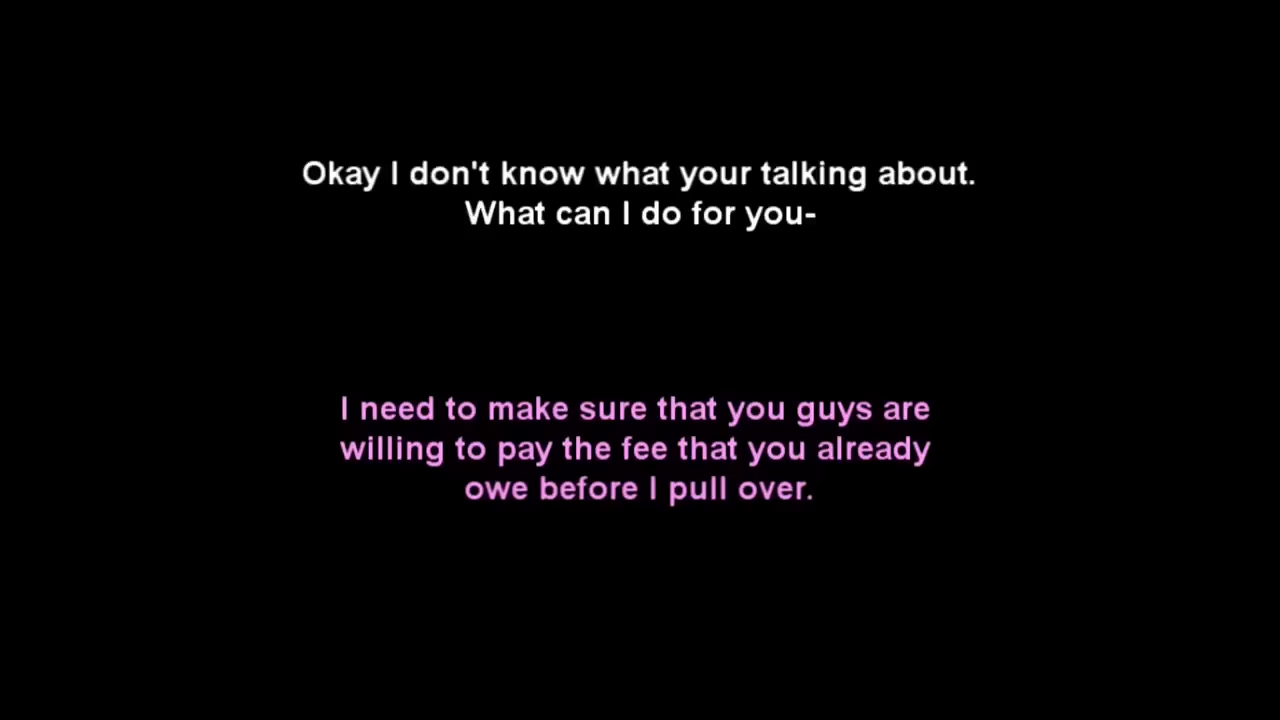 Okay I don't know what your talking about.
What can I do for you-
I need to make sure that you guys are
willing to pay the fee that you already
owe before I pull over.